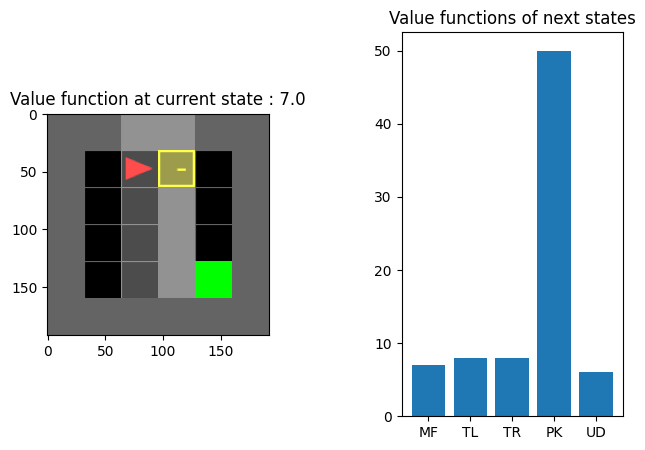 Value function at current state : 7.0
0
50
100
150
0
50
100
150
Value functions of next states
50
40
30
20
10
0
MF
TL
TR
PK
UD